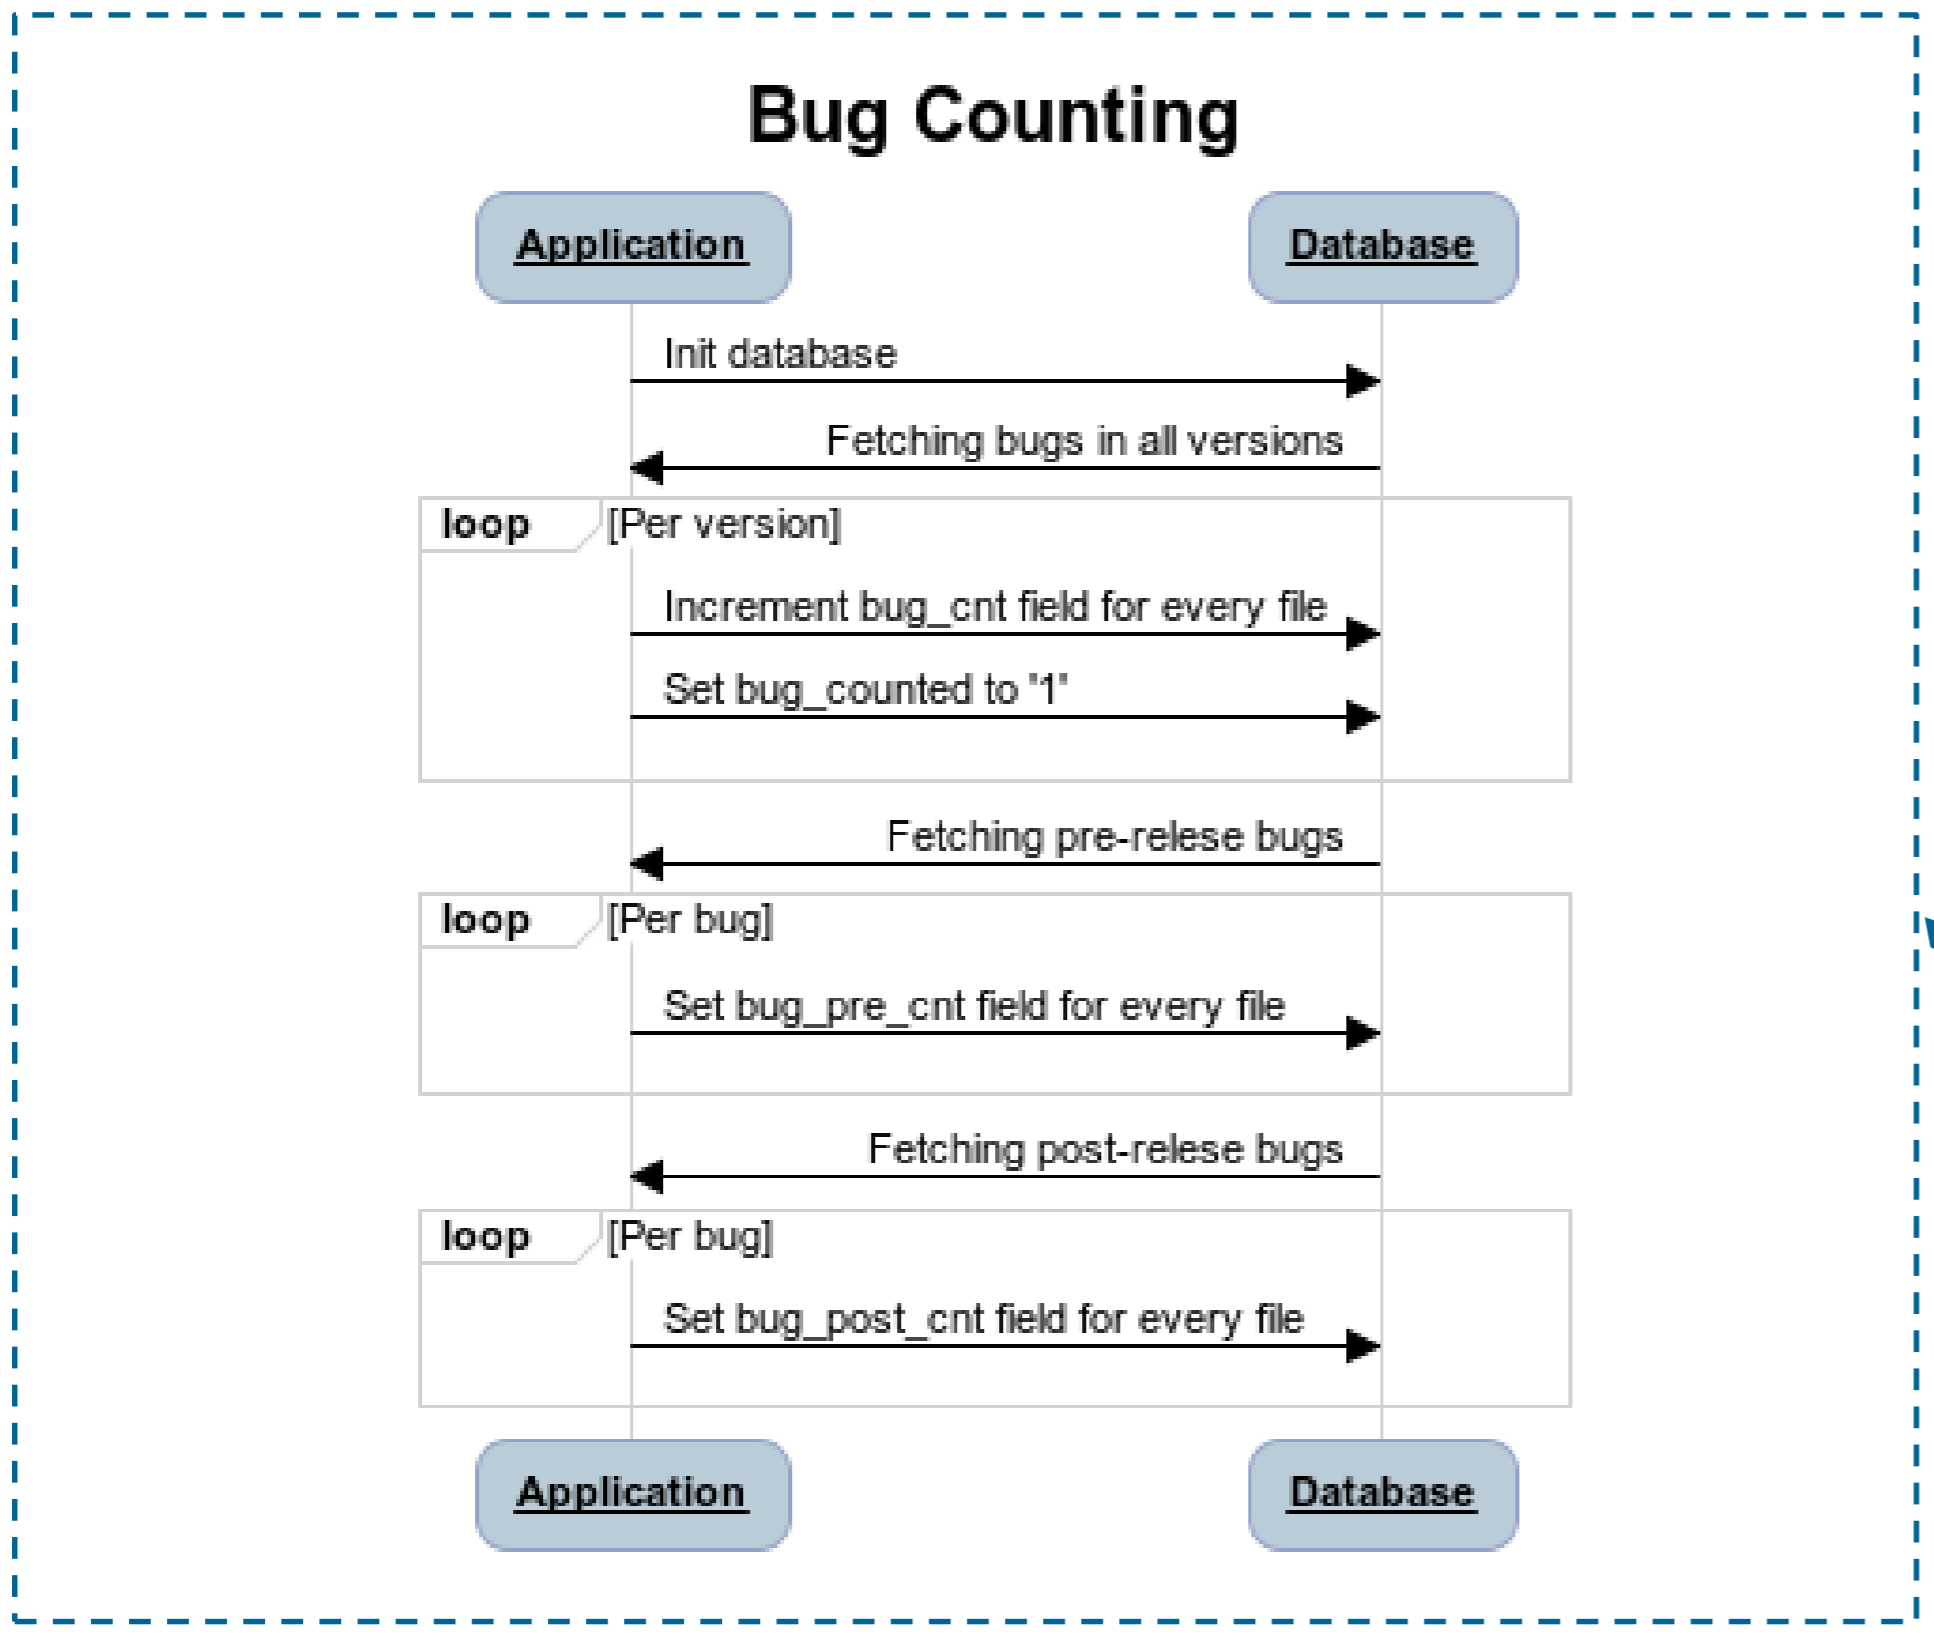 Bug Counting
Application
Database
Init database
Fetching bugs in all versions
loop [Per version]
Increment bug_cnt field for every file
Set bug_counted to '1'
Fetching pre-relese bugs
loop [Per bug]
Set bug_pre_cnt field for every file
Fetching post-relese bugs
loop [Per bug]
Set bug_post_cnt field for every file
Application
Database